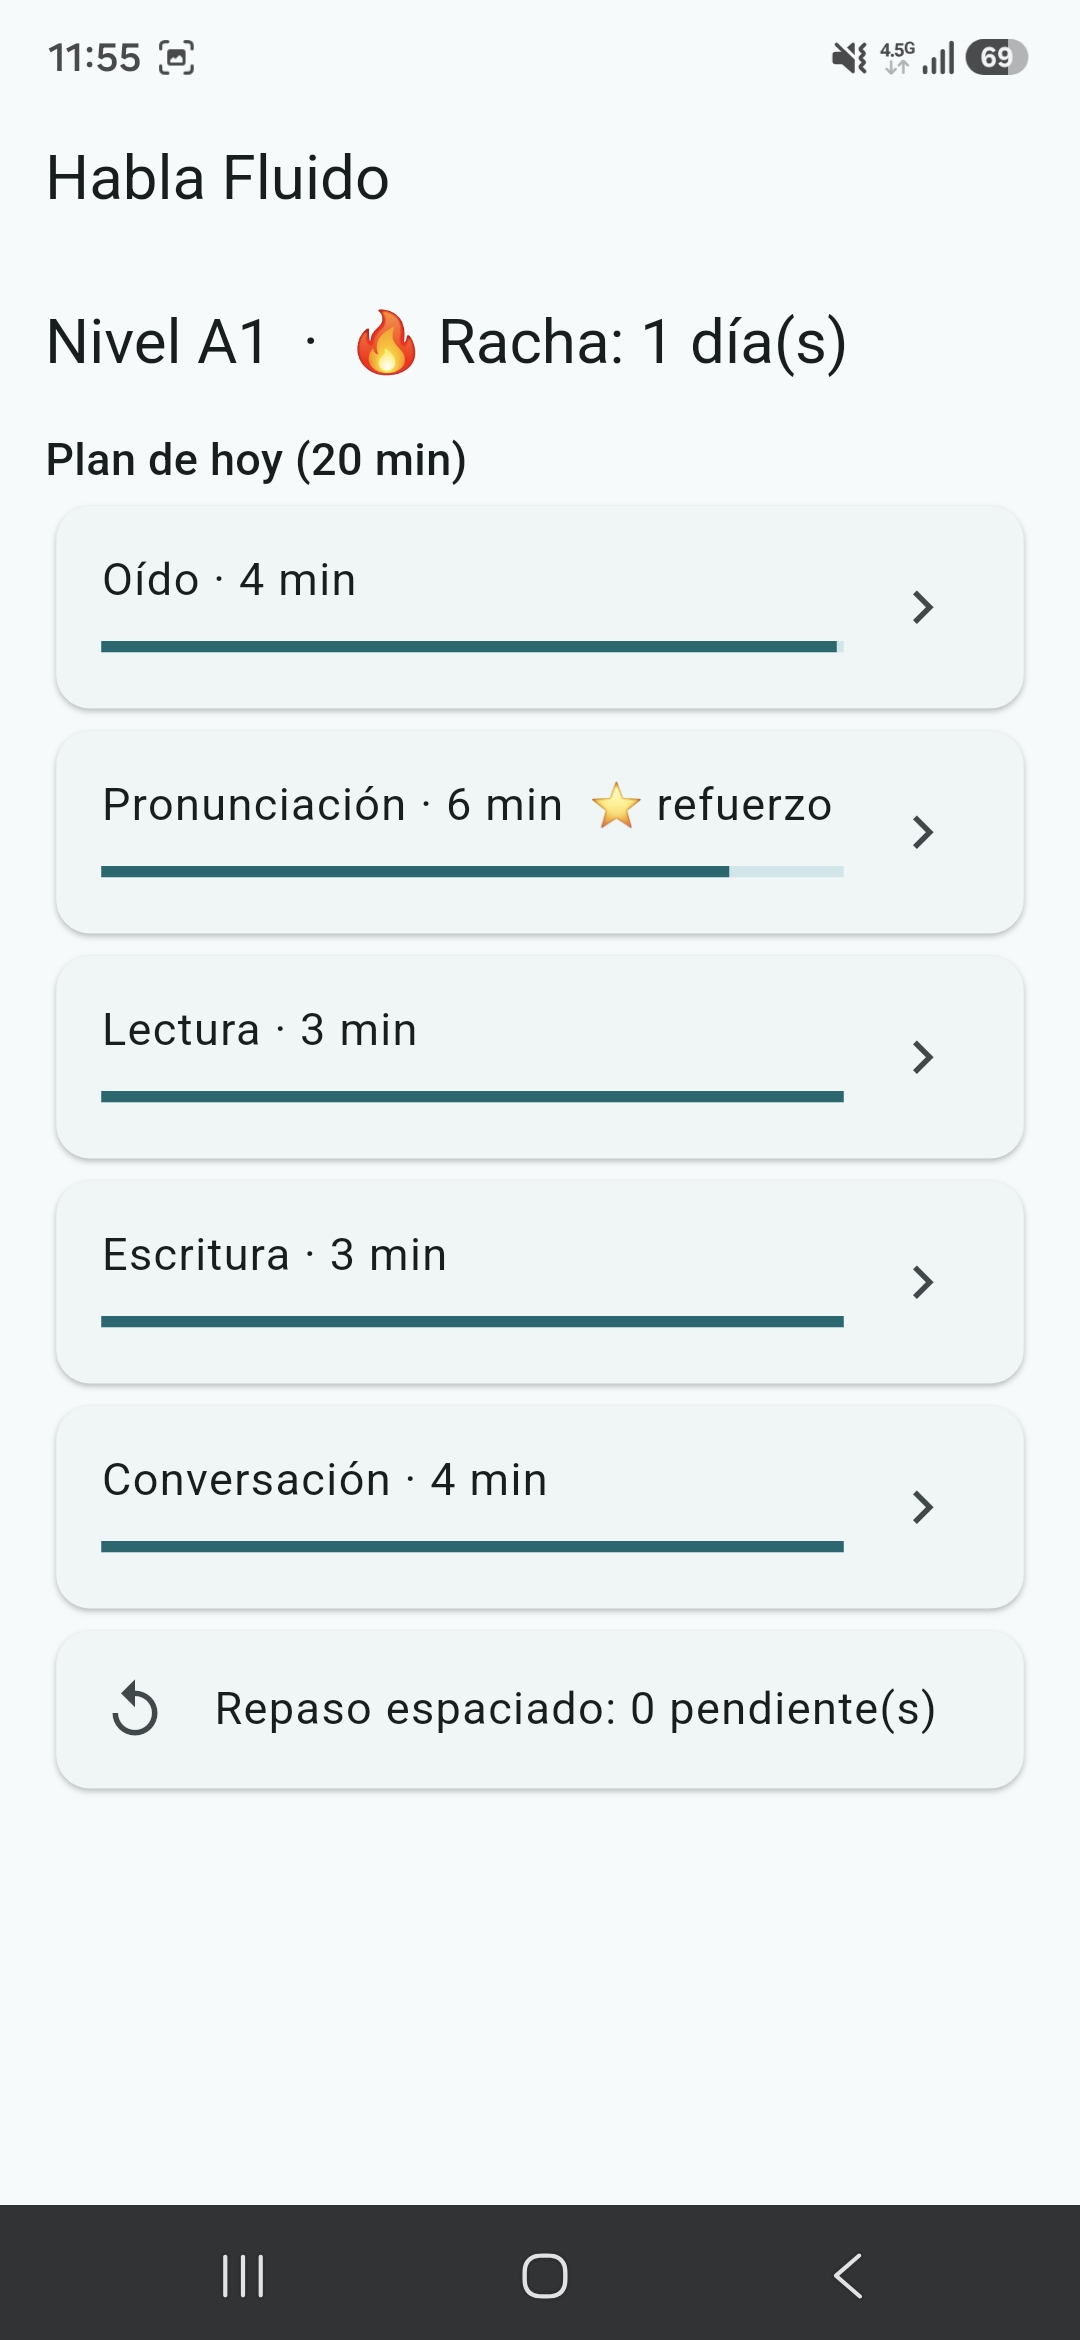 11:55
4.5G
69
Habla Fluido
Nivel A1 · 🔥 Racha: 1 día(s)
Plan de hoy (20 min)
Oído · 4 min
Pronunciación · 6 min ⭐ refuerzo
Lectura · 3 min
Escritura · 3 min
Conversación · 4 min
Repaso espaciado: 0 pendiente(s)